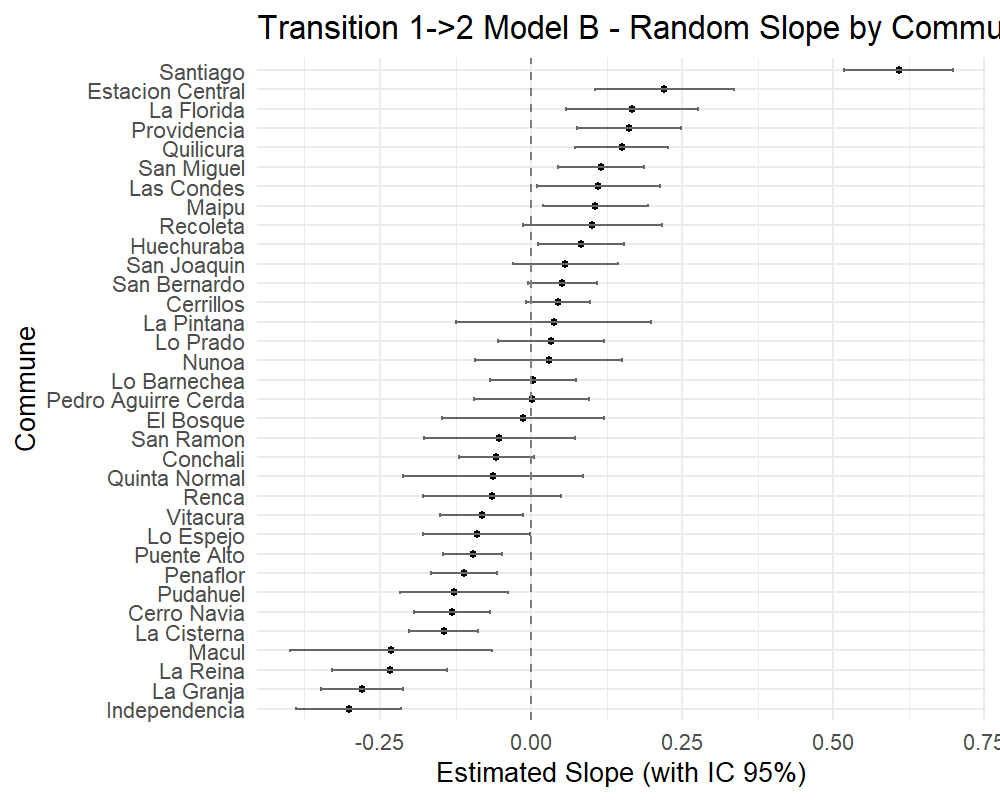 Transition 1->2 Model B - Random Slope by Commu
Santiago
Estacion Central
La Florida
Providencia
Quilicura
San Miguel
Las Condes
Maipu
Recoleta
Huechuraba
San Joaquin
San Bernardo
Cerrillos
La Pintana
Lo Prado
Nunoa
Lo Barnechea
Pedro Aguirre Cerda
El Bosque
San Ramon
Conchali
Quinta Normal
Renca
Vitacura
Lo Espejo
Puente Alto
Penaflor
Pudahuel
Cerro Navia
La Cisterna
Macul
La Reina
La Granja
Independencia
Commune
-0.25 0.00 0.25 0.50 0.75
Estimated Slope (with IC 95%)